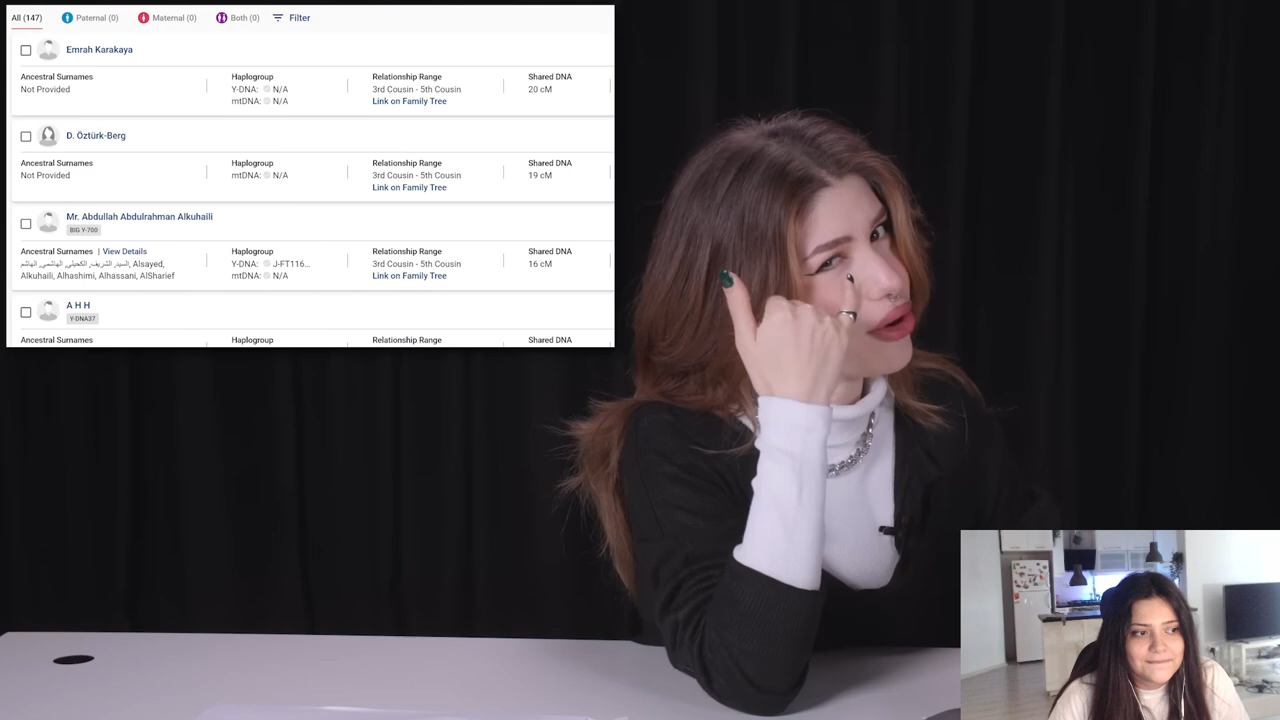 All (147)
Paternal (0)
Maternal (0)
Both (0)
Filter
Emrah Karakaya
Ancestral Surnames
Not Provided
Haplogroup
Y-DNA: N/A
mtDNA: N/A
Relationship Range
3rd Cousin - 5th Cousin
Link on Family Tree
Shared DNA
20 cM
D. Öztürk-Berg
Ancestral Surnames
Not Provided
Haplogroup
mtDNA: N/A
Relationship Range
3rd Cousin - 5th Cousin
Link on Family Tree
Shared DNA
19 cM
Mr. Abdullah Abdulrahman Alkuhaili
BIG Y-700
Ancestral Surnames | View Details
السيد, الشريف, الكحيلي, الهاشمي, الهاشم, Alsayed,
Alkuhaili, Alhashimi, Alhassani, AlSharief
Haplogroup
Y-DNA: J-FT116...
mtDNA: N/A
Relationship Range
3rd Cousin - 5th Cousin
Link on Family Tree
Shared DNA
16 cM
A H H
Y-DNA37
Ancestral Surnames
Haplogroup
Relationship Range
Shared DNA